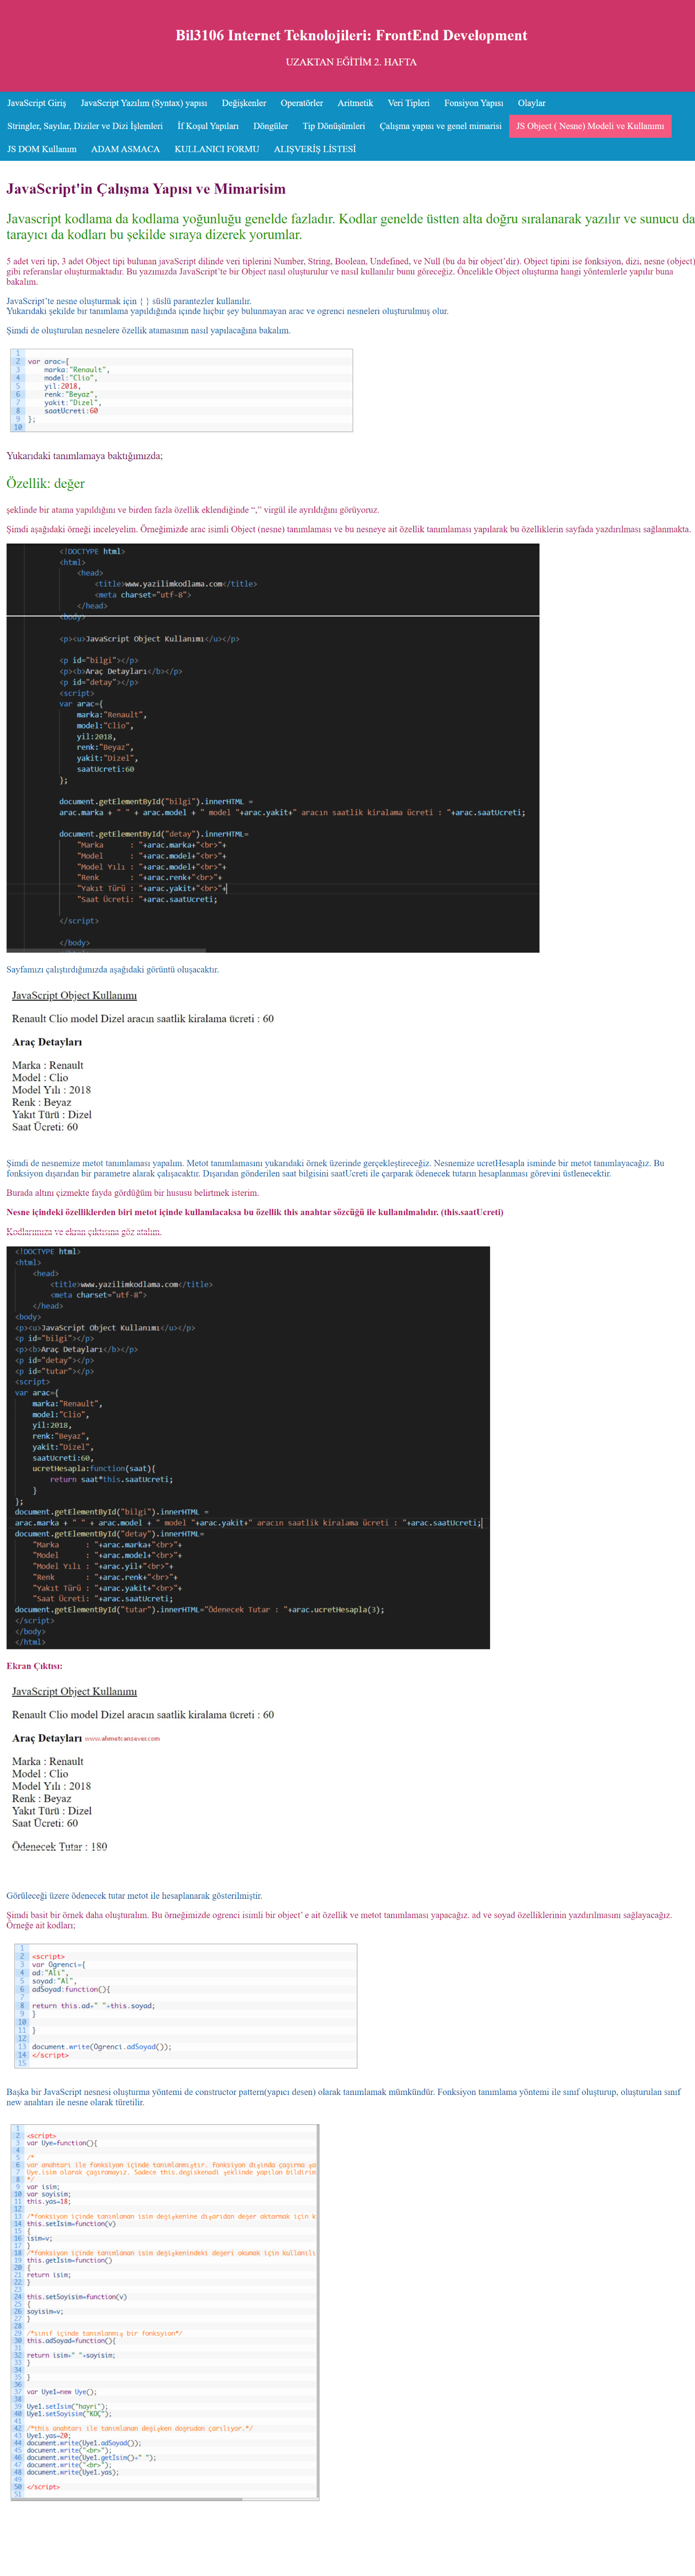 Bil3106 Internet Teknolojileri: FrontEnd Development
UZAKTAN EĞİTİM 2. HAFTA
JavaScript Giriş JavaScript Yazılım (Syntax) yapısı Değişkenler Operatörler Aritmetik Veri Tipleri Fonsiyon Yapısı Olaylar
Stringler, Sayılar, Diziler ve Dizi İşlemleri İf Koşul Yapıları Döngüler Tip Dönüşümleri Çalışma yapısı ve genel mimarisi JS Object ( Nesne) Modeli ve Kullanımı
JS DOM Kullanım ADAM ASMACA KULLANICI FORMU ALIŞVERİŞ LİSTESİ
JavaScript'in Çalışma Yapısı ve Mimarisim
Javascript kodlama da kodlama yoğunluğu genelde fazladır. Kodlar genelde üstten alta doğru sıralanarak yazılır ve sunucu da
tarayıcı da kodları bu şekilde sıraya dizerek yorumlar.
5 adet veri tip, 3 adet Object tipi bulunan javaScript dilinde veri tiplerini Number, String, Boolean, Undefined, ve Null (bu da bir object’dir). Object tipini ise fonksiyon, dizi, nesne (object)
gibi referanslar oluşturmaktadır. Bu yazımızda JavaScript’te bir Object nasıl oluşturulur ve nasıl kullanılır bunu göreceğiz. Öncelikle Object oluşturma hangi yöntemlerle yapılır buna
bakalım.
JavaScript’te nesne oluşturmak için { } süslü parantezler kullanılır.
Yukarıdaki şekilde bir tanımlama yapıldığında içinde hiçbir şey bulunmayan arac ve ogrenci nesneleri oluşturulmuş olur.
Şimdi de oluşturulan nesnelere özellik atamasının nasıl yapılacağına bakalım.
1
2 var arac={
3 marka:"Renault",
4 model:"Clio",
5 yil:2018,
6 renk:"Beyaz",
7 yakit:"Dizel",
8 saatUcreti:60
9 };
10
Yukarıdaki tanımlamaya baktığımızda;
Özellik: değer
şeklinde bir atama yapıldığını ve birden fazla özellik eklendiğinde “,” virgül ile ayrıldığını görüyoruz.
Şimdi aşağıdaki örneği inceleyelim. Örneğimizde arac isimli Object (nesne) tanımlaması ve bu nesneye ait özellik tanımlaması yapılarak bu özelliklerin sayfada yazdırılması sağlanmakta.
<!DOCTYPE html>
<html>
<head>
<title>www.yazilimkodlama.com</title>
<meta charset="utf-8">
</head>
<body>
<p><u>JavaScript Object Kullanımı</u></p>
<p id="bilgi"></p>
<p><b>Araç Detayları</b></p>
<p id="detay"></p>
<script>
var arac={
marka:"Renault",
model:"Clio",
yil:2018,
renk:"Beyaz",
yakit:"Dizel",
saatUcreti:60
};
document.getElementById("bilgi").innerHTML =
arac.marka + " " + arac.model + " model "+arac.yakit+" aracın saatlik kiralama ücreti : "+arac.saatUcreti;
document.getElementById("detay").innerHTML=
"Marka : "+arac.marka+"<br>"+
"Model : "+arac.model+"<br>"+
"Model Yılı : "+arac.model+"<br>"+
"Renk : "+arac.renk+"<br>"+
"Yakıt Türü : "+arac.yakit+"<br>"+
"Saat Ücreti: "+arac.saatUcreti;
</script>
</body>
Sayfamızı çalıştırdığımızda aşağıdaki görüntü oluşacaktır.
JavaScript Object Kullanımı
Renault Clio model Dizel aracın saatlik kiralama ücreti : 60
Araç Detayları
Marka : Renault
Model : Clio
Model Yılı : 2018
Renk : Beyaz
Yakıt Türü : Dizel
Saat Ücreti: 60
Şimdi de nesnemize metot tanımlaması yapalım. Metot tanımlamasını yukarıdaki örnek üzerinde gerçekleştireceğiz. Nesnemize ucretHesapla isminde bir metot tanımlayacağız. Bu
fonksiyon dışarıdan bir parametre alarak çalışacaktır. Dışarıdan gönderilen saat bilgisini saatUcreti ile çarparak ödenecek tutarın hesaplanması görevini üstlenecektir.
Burada altını çizmekte fayda gördüğüm bir hususu belirtmek isterim.
Nesne içindeki özelliklerden biri metot içinde kullanılacaksa bu özellik this anahtar sözcüğü ile kullanılmalıdır. (this.saatUcreti)
Kodlarımıza ve ekran çıktısına göz atalım.
<!DOCTYPE html>
<html>
<head>
<title>www.yazilimkodlama.com</title>
<meta charset="utf-8">
</head>
<body>
<p><u>JavaScript Object Kullanımı</u></p>
<p id="bilgi"></p>
<p><b>Araç Detayları</b></p>
<p id="detay"></p>
<p id="tutar"></p>
<script>
var arac={
marka:"Renault",
model:"Clio",
yil:2018,
renk:"Beyaz",
yakit:"Dizel",
saatUcreti:60,
ucretHesapla:function(saat){
return saat*this.saatUcreti;
}
};
document.getElementById("bilgi").innerHTML =
arac.marka + " " + arac.model + " model "+arac.yakit+" aracın saatlik kiralama ücreti : "+arac.saatUcreti;
document.getElementById("detay").innerHTML=
"Marka : "+arac.marka+"<br>"+
"Model : "+arac.model+"<br>"+
"Model Yılı : "+arac.yil+"<br>"+
"Renk : "+arac.renk+"<br>"+
"Yakıt Türü : "+arac.yakit+"<br>"+
"Saat Ücreti: "+arac.saatUcreti;
document.getElementById("tutar").innerHTML="Ödenecek Tutar : "+arac.ucretHesapla(3);
</script>
</body>
</html>
Ekran Çıktısı:
JavaScript Object Kullanımı
Renault Clio model Dizel aracın saatlik kiralama ücreti : 60
Araç Detayları www.ahmetcansever.com
Marka : Renault
Model : Clio
Model Yılı : 2018
Renk : Beyaz
Yakıt Türü : Dizel
Saat Ücreti: 60
Ödenecek Tutar : 180
Görüleceği üzere ödenecek tutar metot ile hesaplanarak gösterilmiştir.
Şimdi basit bir örnek daha oluşturalım. Bu örneğimizde ogrenci isimli bir object’ e ait özellik ve metot tanımlaması yapacağız. ad ve soyad özelliklerinin yazdırılmasını sağlayacağız.
Örneğe ait kodları;
1
2 <script>
3 var Ogrenci={
4 ad:"Ali",
5 soyad:"Al",
6 adSoyad:function(){
7
8 return this.ad+" "+this.soyad;
9 }
10
11 }
12
13 document.write(Ogrenci.adSoyad());
14 </script>
15
Başka bir JavaScript nesnesi oluşturma yöntemi de constructor pattern(yapıcı desen) olarak tanımlamak mümkündür. Fonksiyon tanımlama yöntemi ile sınıf oluşturup, oluşturulan sınıf
new anahtarı ile nesne olarak türetilir.
1
2 <script>
3 var Uye=function(){
4
5 /*
6 var anahtari ile fonksiyon içinde tanımlanmıştır. fonksiyon dışında çağırma ya
7 Uye.isim olarak çağıramayız. Sadece this.degiskenadi şeklinde yapılan bildirim
8 */
9 var isim;
10 var soyisim;
11 this.yas=18;
12
13 /*fonksiyon içinde tanımlanan isim değişkenine dışarıdan değer aktarmak için k
14 this.setIsim=function(v)
15 {
16 isim=v;
17 }
18 /*fonksiyon içinde tanımlanan isim değişkenindeki değeri okumak için kullanılı
19 this.getIsim=function()
20 {
21 return isim;
22 }
23
24 this.setSoyisim=function(v)
25 {
26 soyisim=v;
27 }
28
29 /*sınıf içinde tanımlanmış bir fonksyion*/
30 this.adSoyad=function(){
31
32 return isim+" "+soyisim;
33 }
34
35 }
36
37 var Uye1=new Uye();
38
39 Uye1.setIsim("hayri");
40 Uye1.setSoyisim("KOÇ");
41
42 /*this anahtarı ile tanımlanan değişken doğrudan çarılıyor.*/
43 Uye1.yas=20;
44 document.write(Uye1.adSoyad());
45 document.write("<br>");
46 document.write(Uye1.getIsim()+" ");
47 document.write("<br>");
48 document.write(Uye1.yas);
49
50 </script>
51